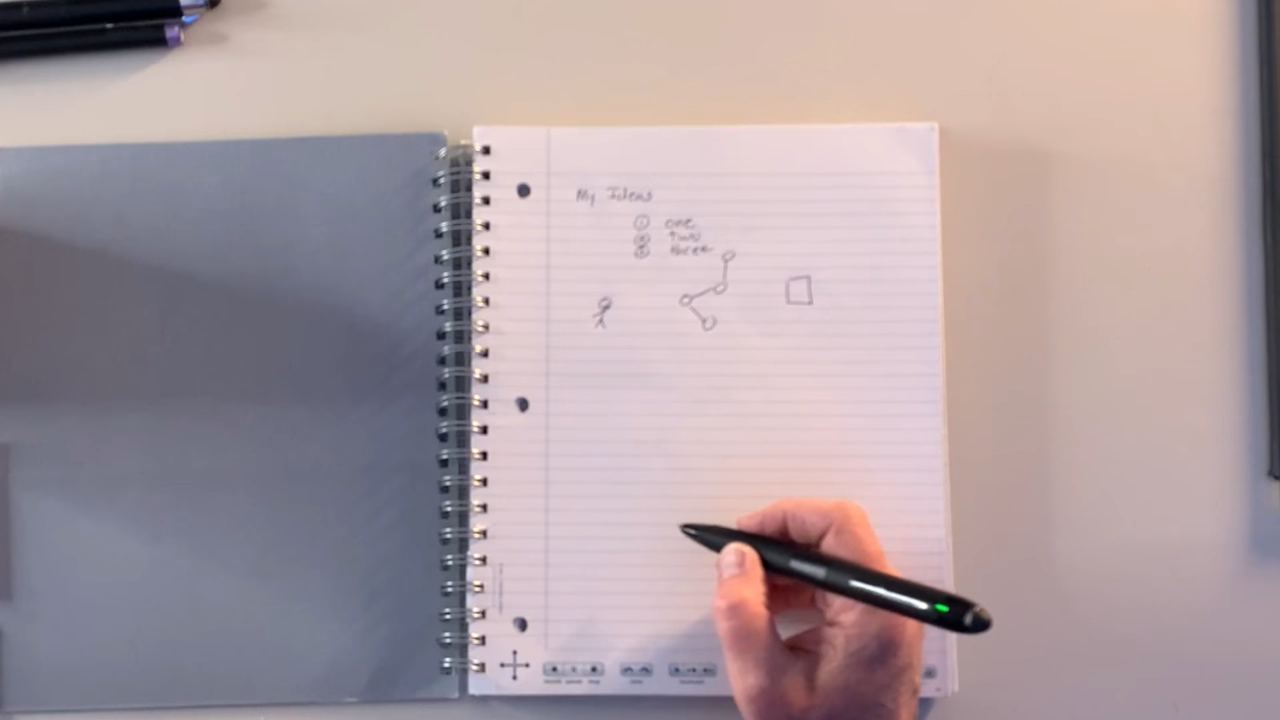 My Ideas
① one
② two
③ three